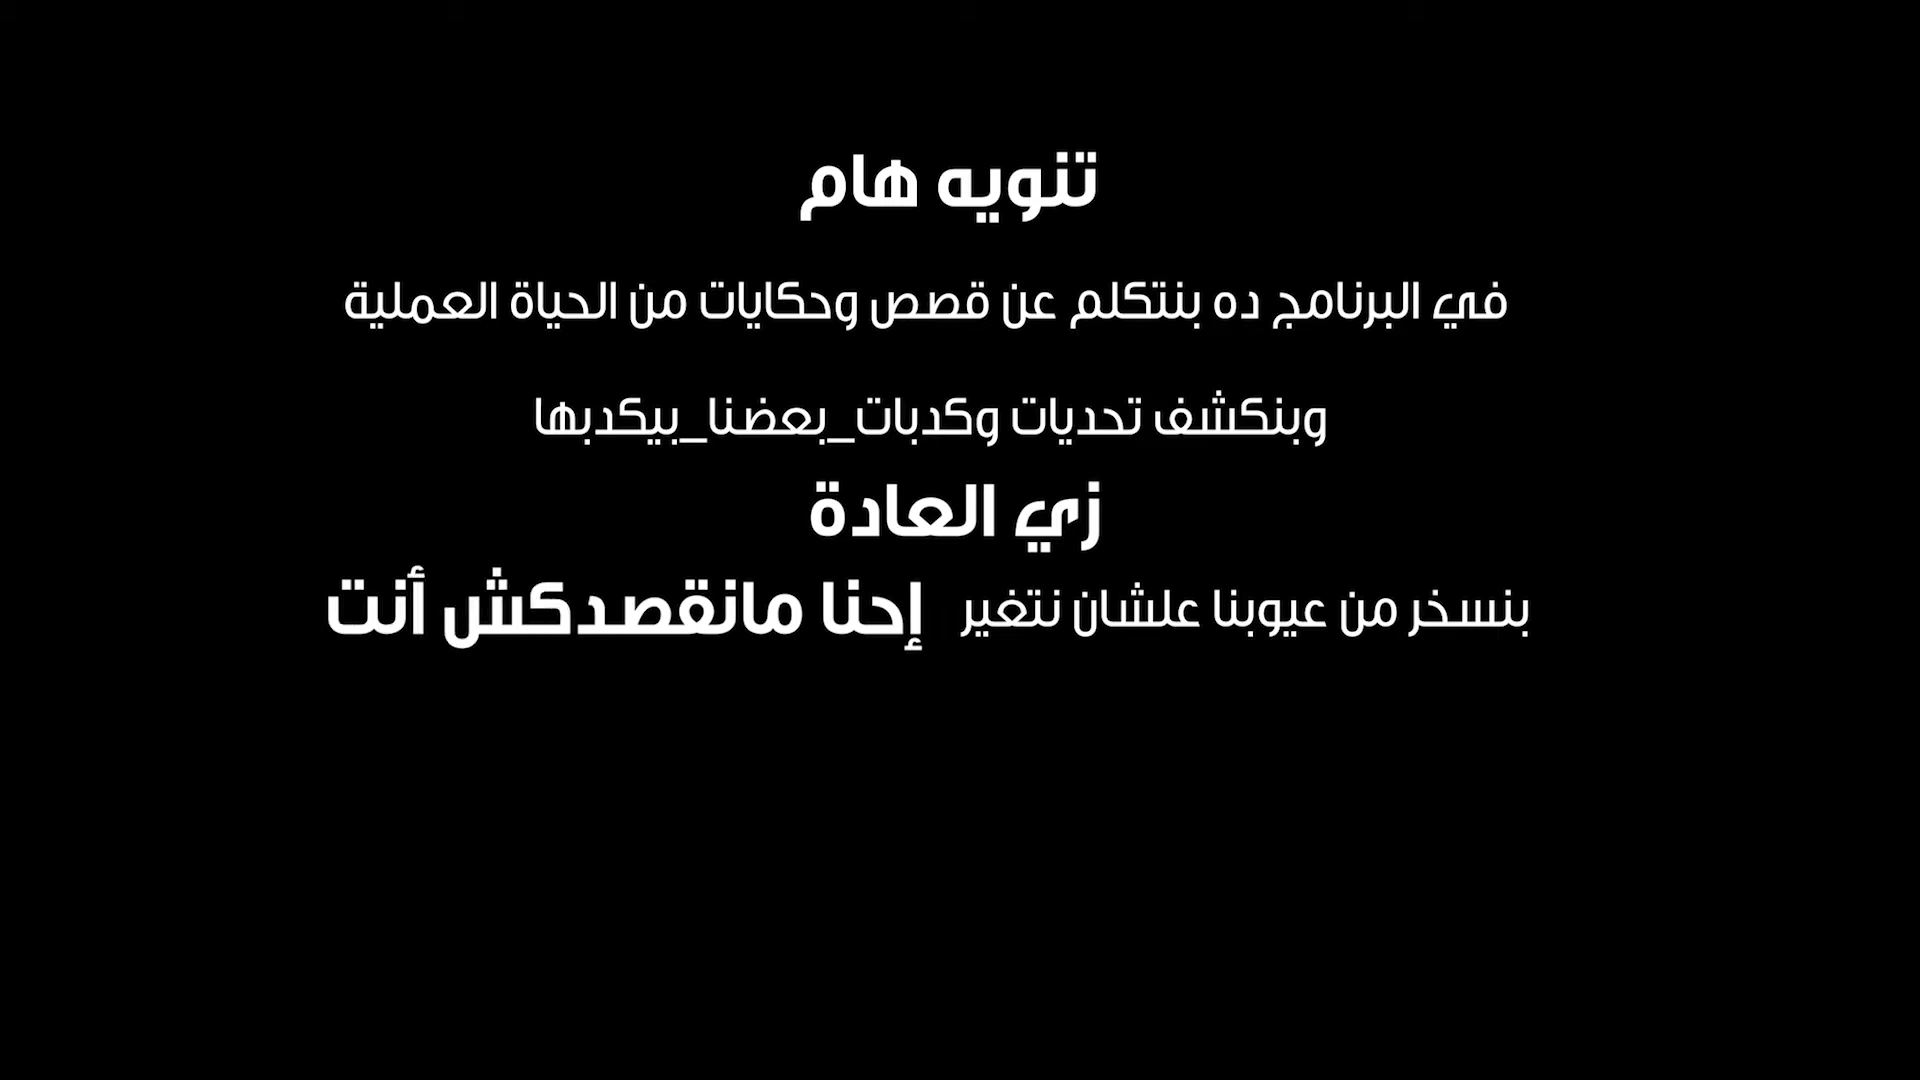 تنويه هام
في البرنامج ده بنتكلم عن قصص وحكايات من الحياة العملية
وبنكشف تحديات وكدبات_بعضنا_بيكدبها
زي العادة
بنسخر من عيوبنا علشان نتغير إحنا مانقصدكش أنت